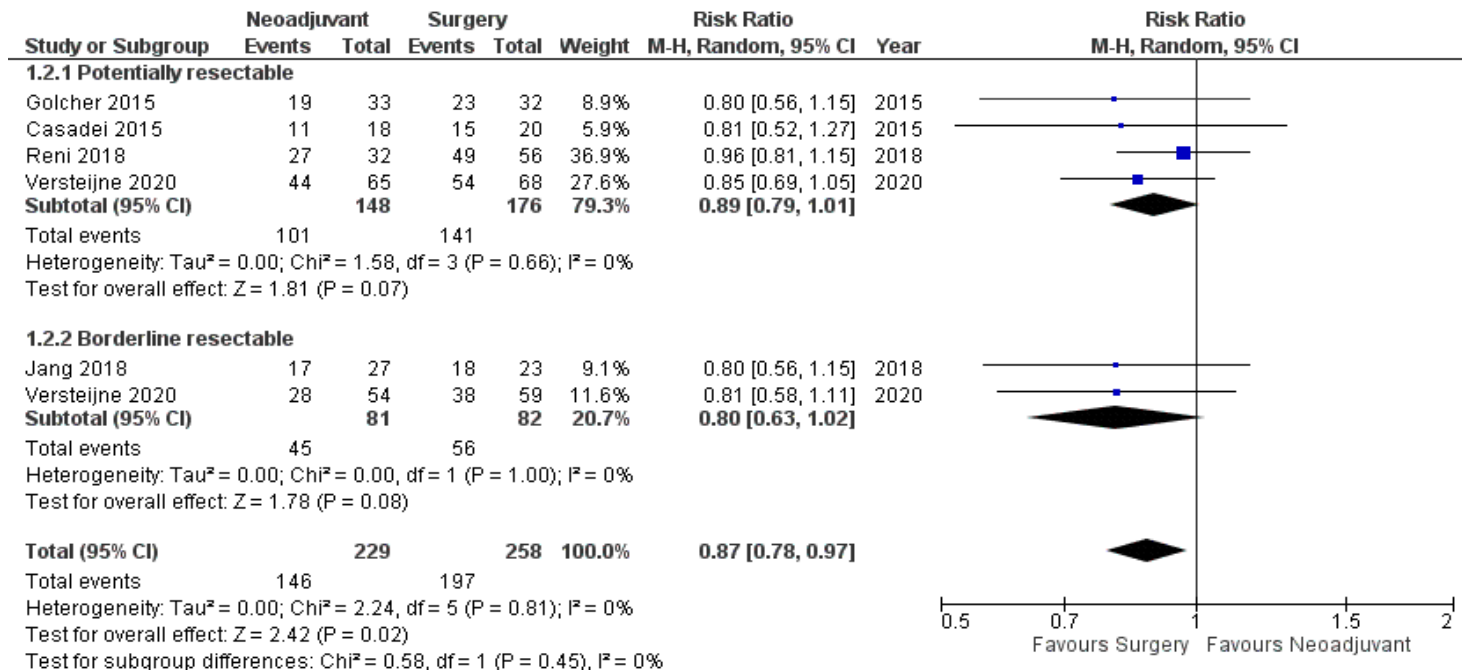 Neoadjuvant Surgery Risk Ratio Risk Ratio
Study or Subgroup Events Total Events Total Weight M-H, Random, 95% CI Year M-H, Random, 95% CI
1.2.1 Potentially resectable
Golcher 2015 19 33 23 32 8.9% 0.80 [0.56, 1.15] 2015
Casadei 2015 11 18 15 20 5.9% 0.81 [0.52, 1.27] 2015
Reni 2018 27 32 49 56 36.9% 0.96 [0.81, 1.15] 2018
Versteijne 2020 44 65 54 68 27.6% 0.85 [0.69, 1.05] 2020
Subtotal (95% CI) 148 176 79.3% 0.89 [0.79, 1.01]
Total events 101 141
Heterogeneity: Tau² = 0.00; Chi² = 1.58, df = 3 (P = 0.66); I² = 0%
Test for overall effect: Z = 1.81 (P = 0.07)
1.2.2 Borderline resectable
Jang 2018 17 27 18 23 9.1% 0.80 [0.56, 1.15] 2018
Versteijne 2020 28 54 38 59 11.6% 0.81 [0.58, 1.11] 2020
Subtotal (95% CI) 81 82 20.7% 0.80 [0.63, 1.02]
Total events 45 56
Heterogeneity: Tau² = 0.00; Chi² = 0.00, df = 1 (P = 1.00); I² = 0%
Test for overall effect: Z = 1.78 (P = 0.08)
Total (95% CI) 229 258 100.0% 0.87 [0.78, 0.97]
Total events 146 197
Heterogeneity: Tau² = 0.00; Chi² = 2.24, df = 5 (P = 0.81); I² = 0%
Test for overall effect: Z = 2.42 (P = 0.02)
Test for subgroup differences: Chi² = 0.58, df = 1 (P = 0.45), I² = 0%
0.5 0.7 1 1.5 2
Favours Surgery Favours Neoadjuvant